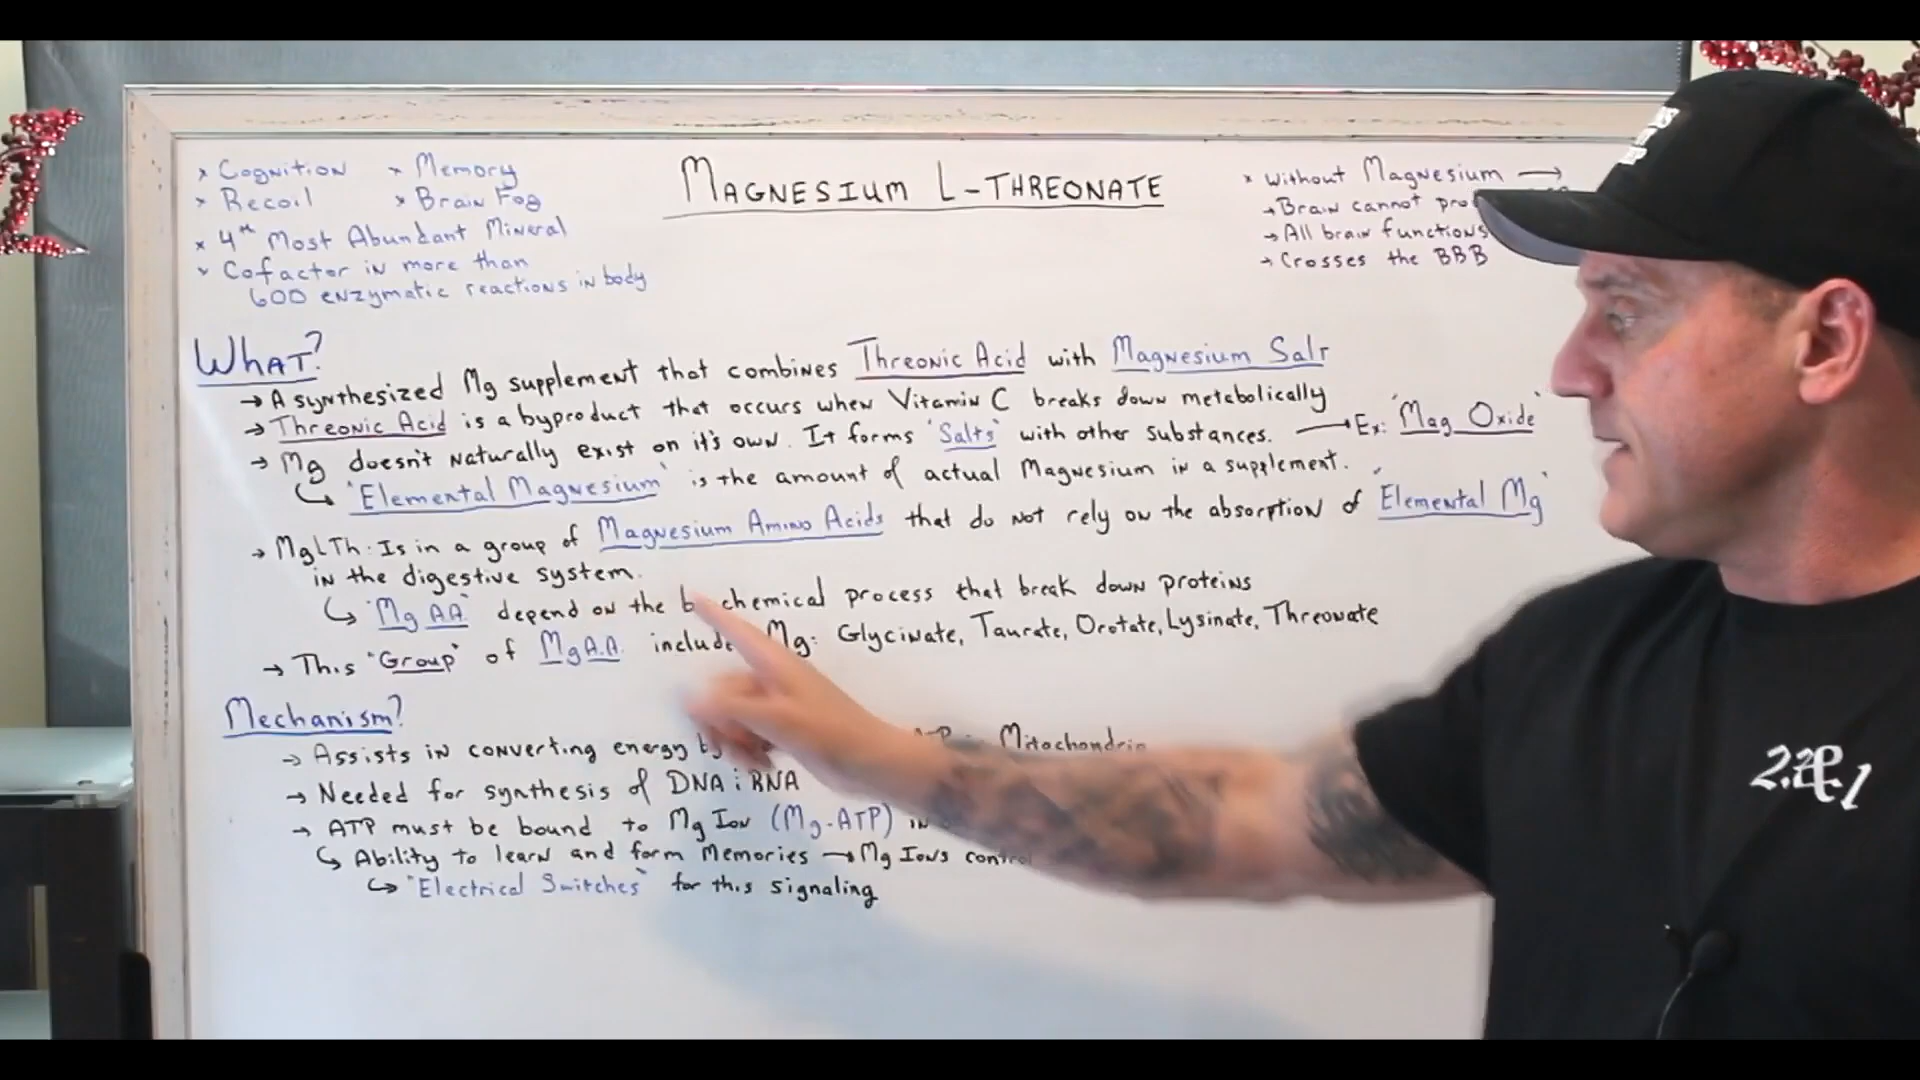 × Cognition × Memory
× Recoil × Brain Fog
× 4th Most Abundant Mineral
× Cofactor in more than
600 enzymatic reactions in body
MAGNESIUM L-THREONATE
× Without Magnesium →
→ Brain cannot
→ All brain functions
→ Crosses the BBB
What?
→ A synthesized Mg supplement that combines Threonic Acid with Magnesium Salt
→ Threonic Acid is a byproduct that occurs when Vitamin C breaks down metabolically
→ Mg doesn't naturally exist on it's own. It forms "Salts" with other substances. → Ex: "Mag Oxide"
↳ "Elemental Magnesium" is the amount of actual Magnesium in a supplement.
→ MgLTh: Is in a group of Magnesium Amino Acids that do not rely on the absorption of "Elemental Mg"
in the digestive system.
↳ "Mg AA" depend on the chemical process that break down proteins
→ This "Group" of MgA.A. Mg: Glycinate, Taurate, Orotate, Lysinate, Threonate
Mechanism?
→ Assists in converting energy Mitochondria
→ Needed for synthesis of DNA & RNA
→ ATP must be bound to Mg Ion (Mg-ATP) in
↳ Ability to learn and form Memories → Mg Ions control
↳ "Electrical Switches" for this signaling